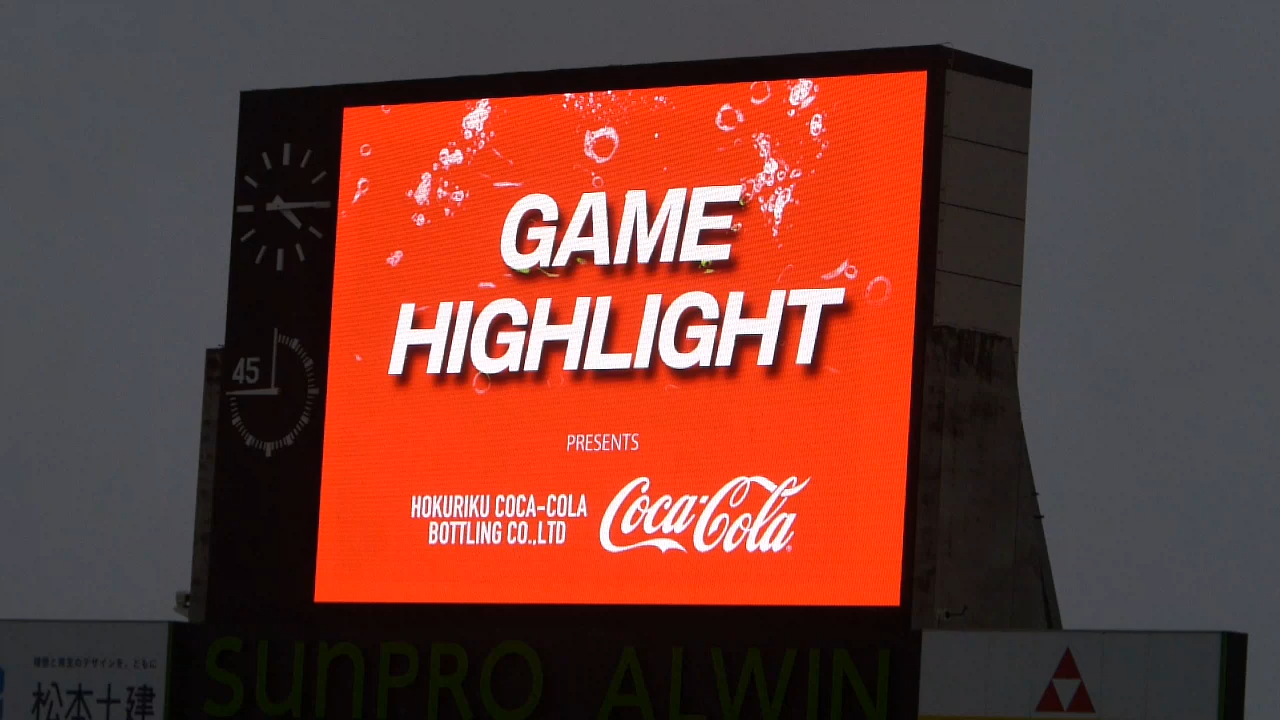 GAME
HIGHLIGHT
45
PRESENTS
HOKURIKU COCA-COLA
BOTTLING CO.,LTD
Coca-Cola
SUNPRO ALWIN
松本土建